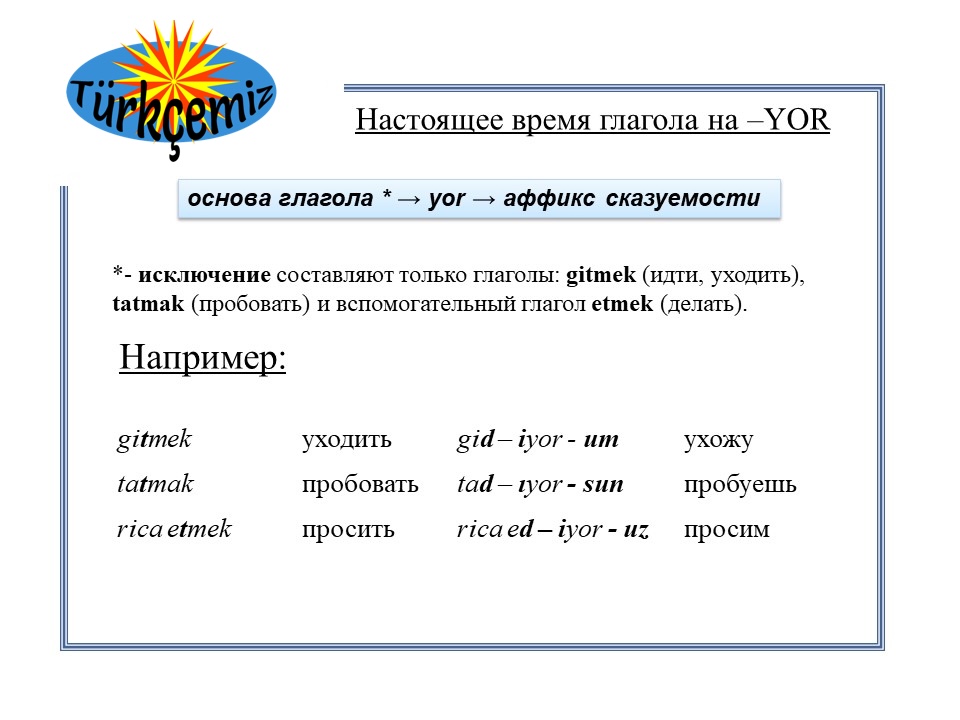 Türkçemiz
Настоящее время глагола на –YOR
основа глагола * → yor → аффикс сказуемости
*- исключение составляют только глаголы: gitmek (идти, уходить),
tatmak (пробовать) и вспомогательный глагол etmek (делать).
Например:
gitmek уходить gid – iyor - um ухожу
tatmak пробовать tad – ıyor - sun пробуешь
rica etmek просить rica ed – iyor - uz просим